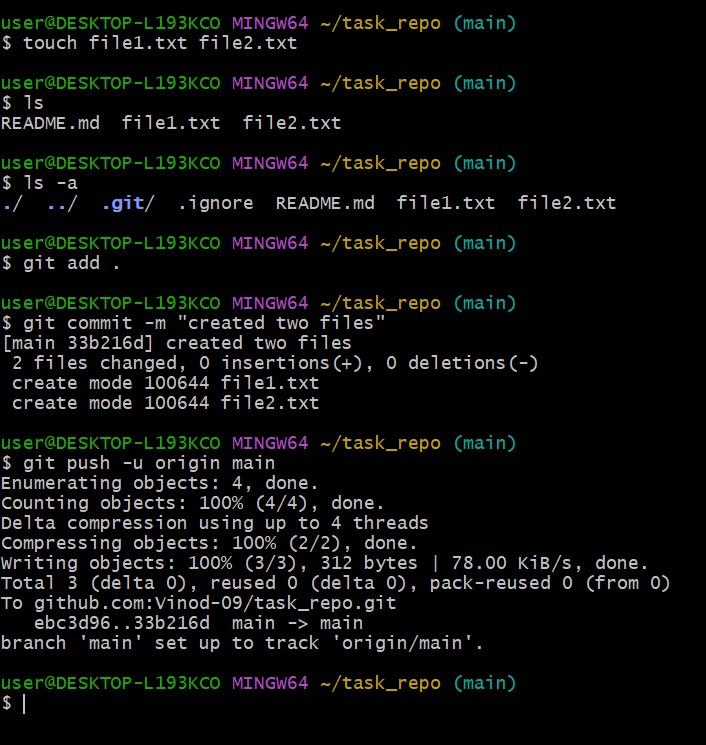 user@DESKTOP-L193KCO MINGW64 ~/task_repo (main)
$ touch file1.txt file2.txt
user@DESKTOP-L193KCO MINGW64 ~/task_repo (main)
$ ls
README.md  file1.txt  file2.txt
user@DESKTOP-L193KCO MINGW64 ~/task_repo (main)
$ ls -a
./  ../  .git/  .ignore  README.md  file1.txt  file2.txt
user@DESKTOP-L193KCO MINGW64 ~/task_repo (main)
$ git add .
user@DESKTOP-L193KCO MINGW64 ~/task_repo (main)
$ git commit -m "created two files"
[main 33b216d] created two files
 2 files changed, 0 insertions(+), 0 deletions(-)
 create mode 100644 file1.txt
 create mode 100644 file2.txt
user@DESKTOP-L193KCO MINGW64 ~/task_repo (main)
$ git push -u origin main
Enumerating objects: 4, done.
Counting objects: 100% (4/4), done.
Delta compression using up to 4 threads
Compressing objects: 100% (2/2), done.
Writing objects: 100% (3/3), 312 bytes | 78.00 KiB/s, done.
Total 3 (delta 0), reused 0 (delta 0), pack-reused 0 (from 0)
To github.com:Vinod-09/task_repo.git
   ebc3d96..33b216d  main -> main
branch 'main' set up to track 'origin/main'.
user@DESKTOP-L193KCO MINGW64 ~/task_repo (main)
$